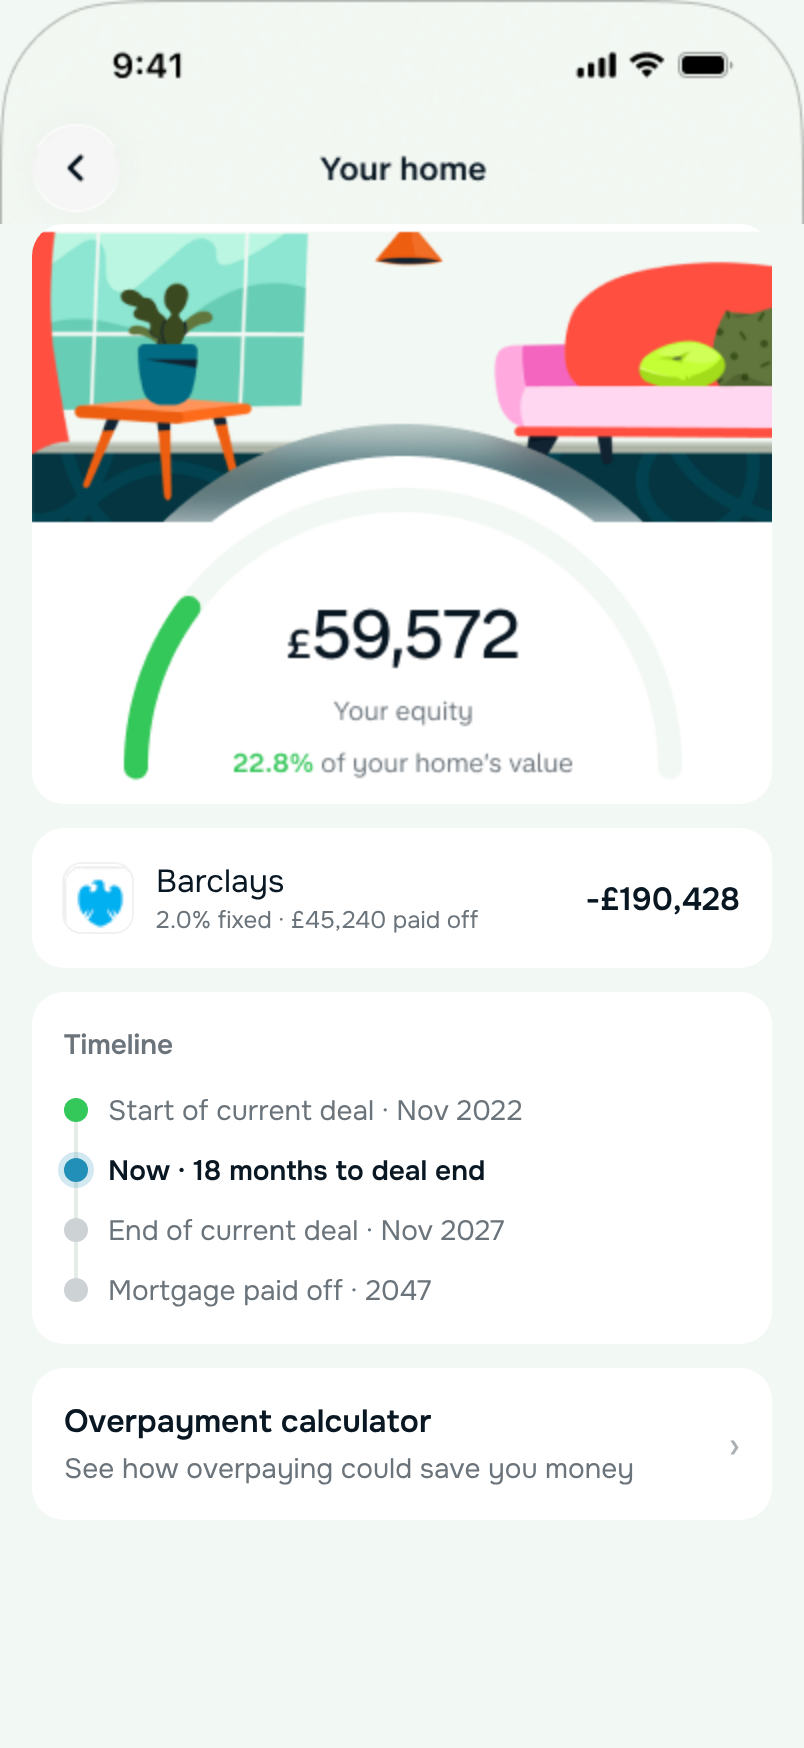 9:41
Your home
£59,572
Your equity
22.8% of your home's value
Barclays
2.0% fixed · £45,240 paid off
-£190,428
Timeline
Start of current deal · Nov 2022
Now · 18 months to deal end
End of current deal · Nov 2027
Mortgage paid off · 2047
Overpayment calculator
See how overpaying could save you money